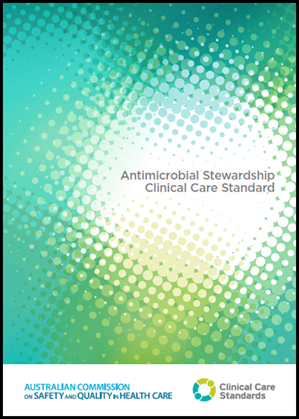 Antimicrobial Stewardship
Clinical Care Standard
AUSTRALIAN COMMISSION
ON SAFETY AND QUALITY IN HEALTH CARE
Clinical Care
Standards